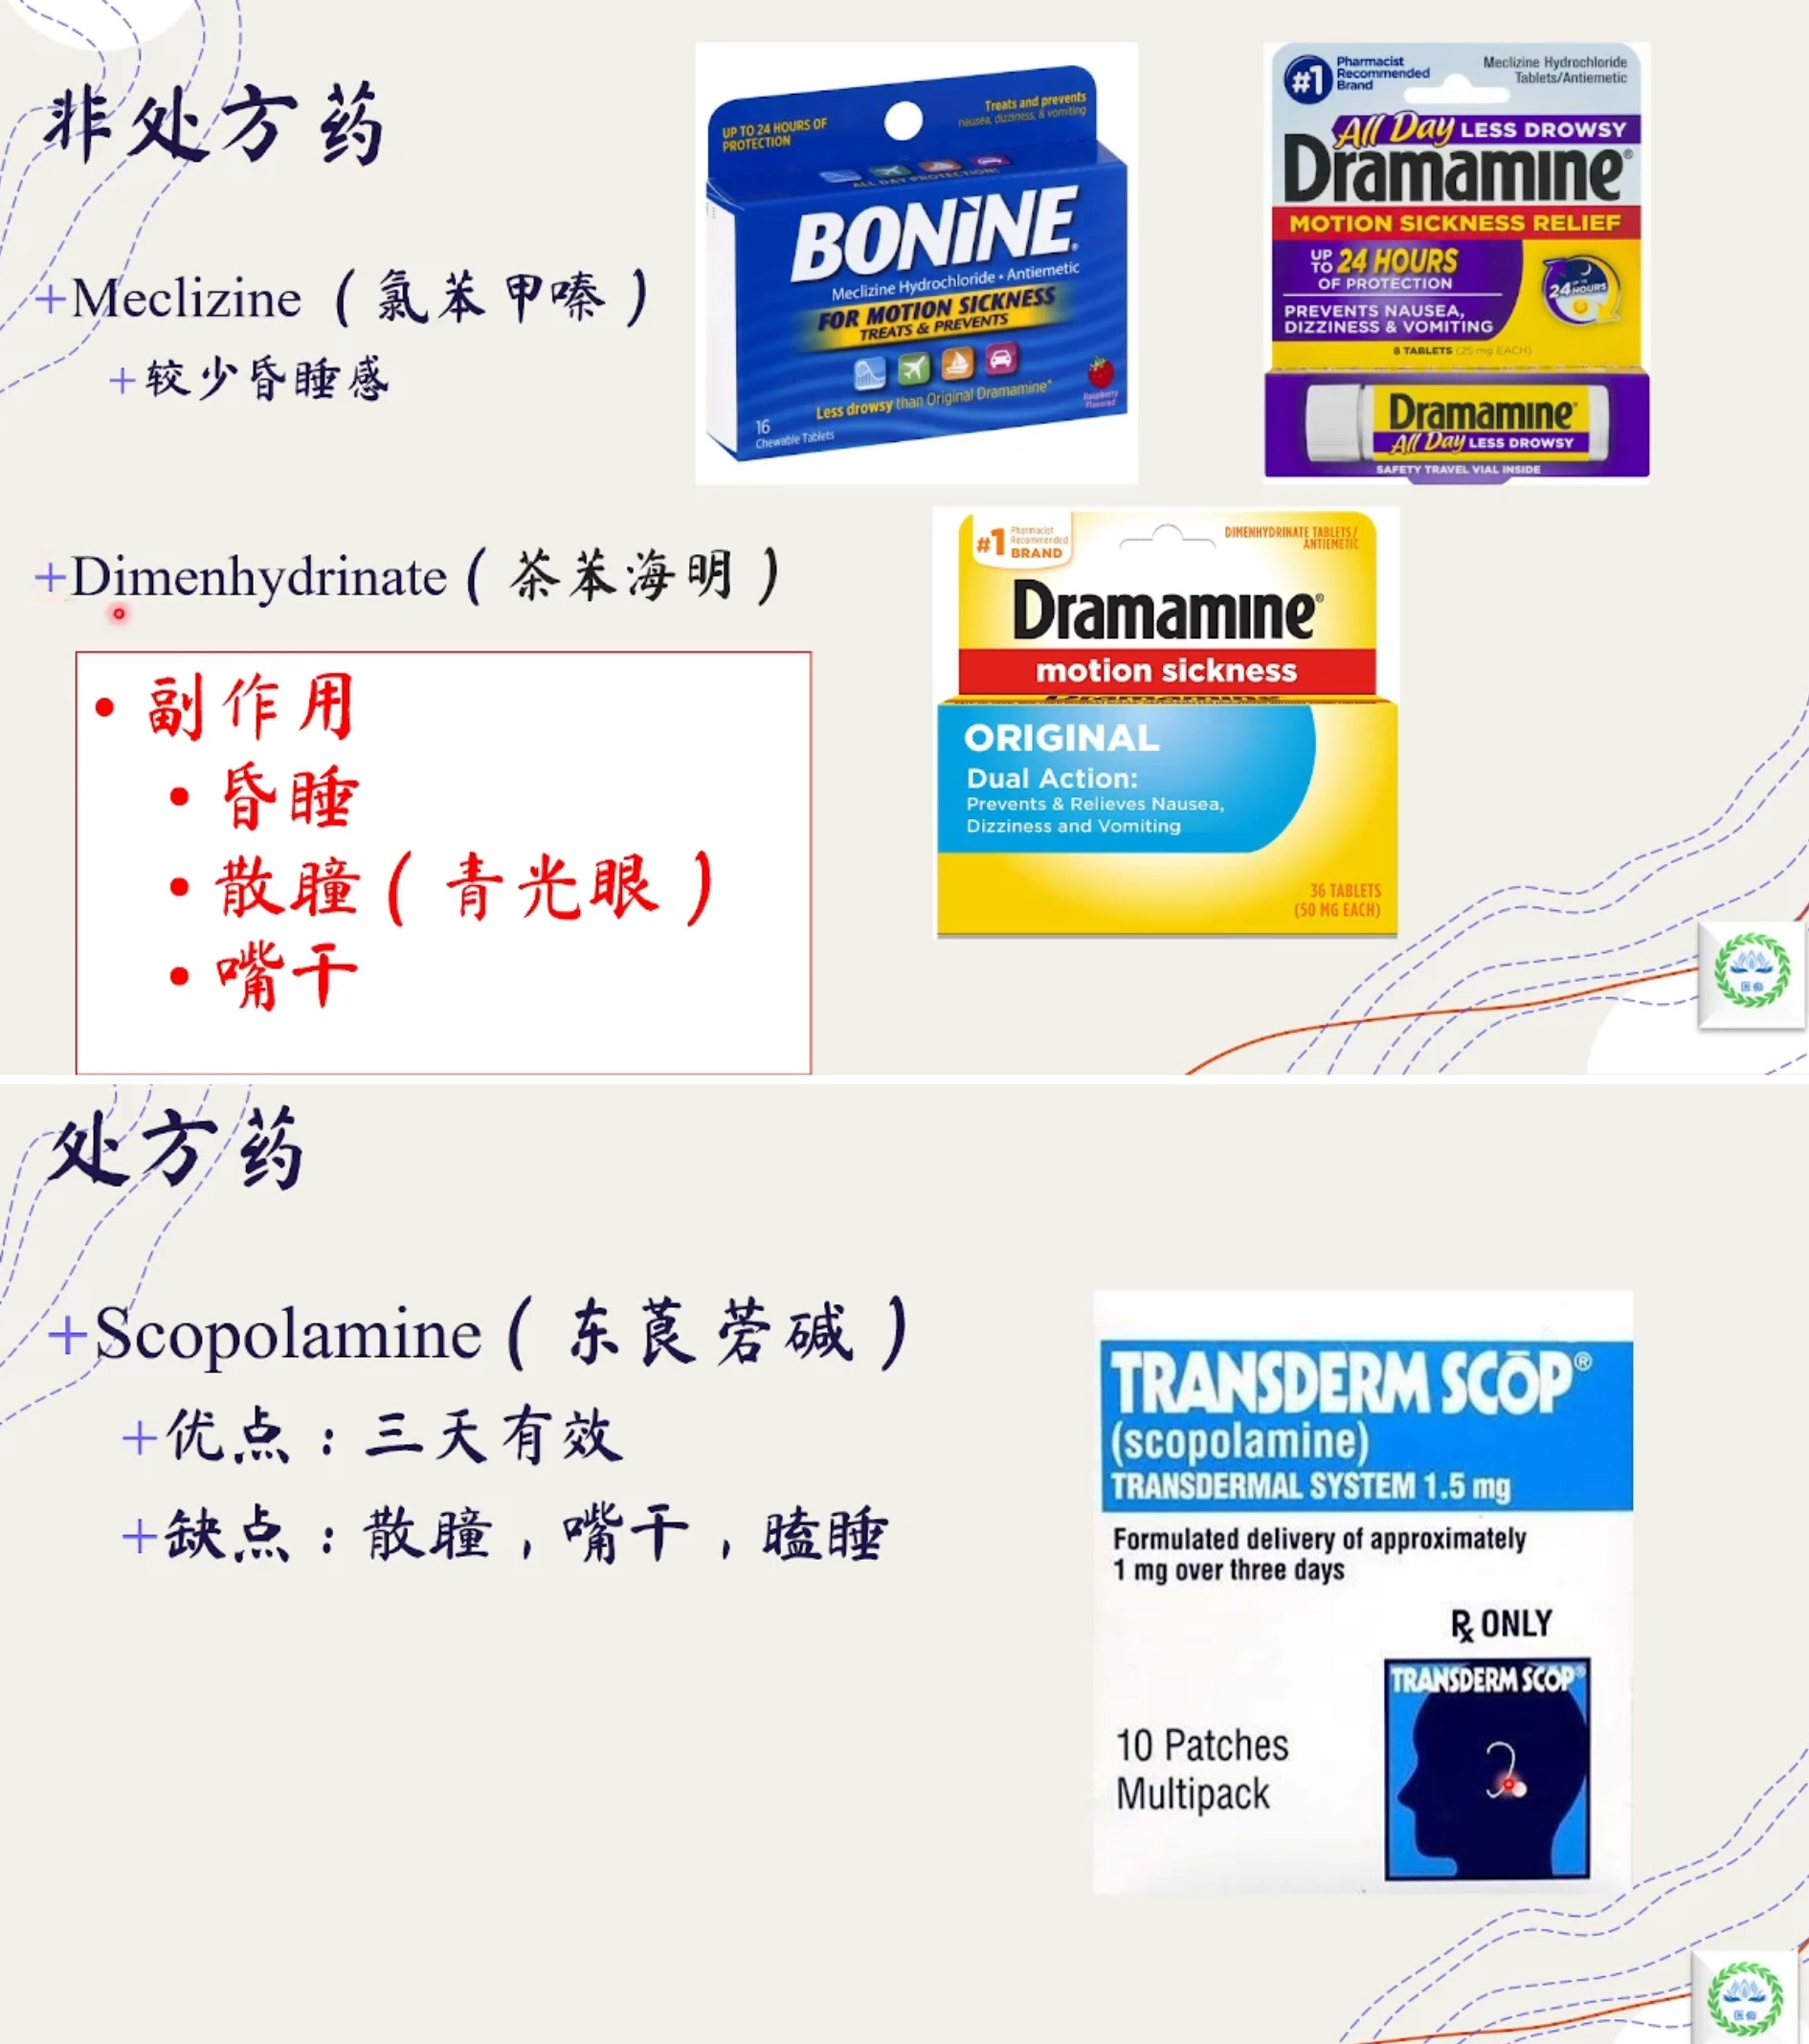 非处方药
+Meclizine（氯苯甲嗪）
+较少昏睡感
UP TO 24 HOURS OF
PROTECTION
Treats and prevents
nausea, dizziness, & vomiting
ALL DAY PROTECTION!
BONINE®
Meclizine Hydrochloride • Antiemetic
FOR MOTION SICKNESS
TREATS & PREVENTS
Less drowsy than Original Dramamine*
Raspberry
Flavored
16
Chewable Tablets
#1 Pharmacist
Recommended
Brand
Meclizine Hydrochloride
Tablets/Antiemetic
All Day LESS DROWSY
Dramamine®
MOTION SICKNESS RELIEF
UP TO 24 HOURS
OF PROTECTION
PREVENTS NAUSEA,
DIZZINESS & VOMITING
UP TO
24 HOURS
8 TABLETS (25 mg EACH)
Dramamine®
All Day LESS DROWSY
SAFETY TRAVEL VIAL INSIDE
+Dimenhydrinate（茶苯海明）
• 副作用
• 昏睡
• 散瞳（青光眼）
• 嘴干
#1 Pharmacist
Recommended
BRAND
DIMENHYDRINATE TABLETS/
ANTIEMETIC
Dramamine®
motion sickness
ORIGINAL
Dual Action:
Prevents & Relieves Nausea,
Dizziness and Vomiting
36 TABLETS
(50 MG EACH)
处方药
+Scopolamine（东莨菪碱）
+优点：三天有效
+缺点：散瞳，嘴干，瞌睡
TRANSDERM SCŌP®
(scopolamine)
TRANSDERMAL SYSTEM 1.5 mg
Formulated delivery of approximately
1 mg over three days
℞ ONLY
TRANSDERM SCŌP®
10 Patches
Multipack